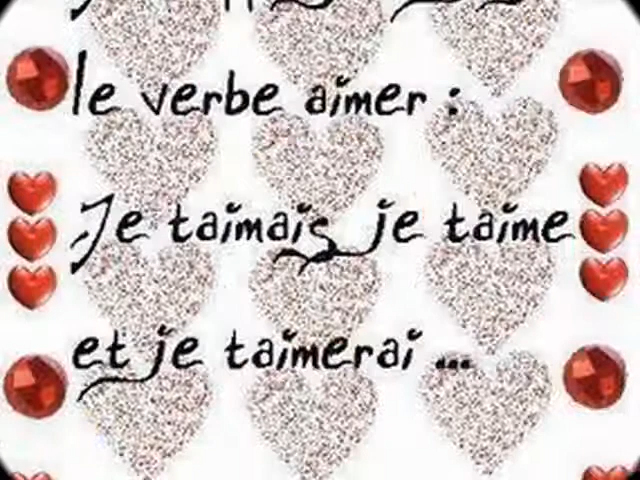 le verbe aimer :
Je taimais je taime
et je taimerai ...